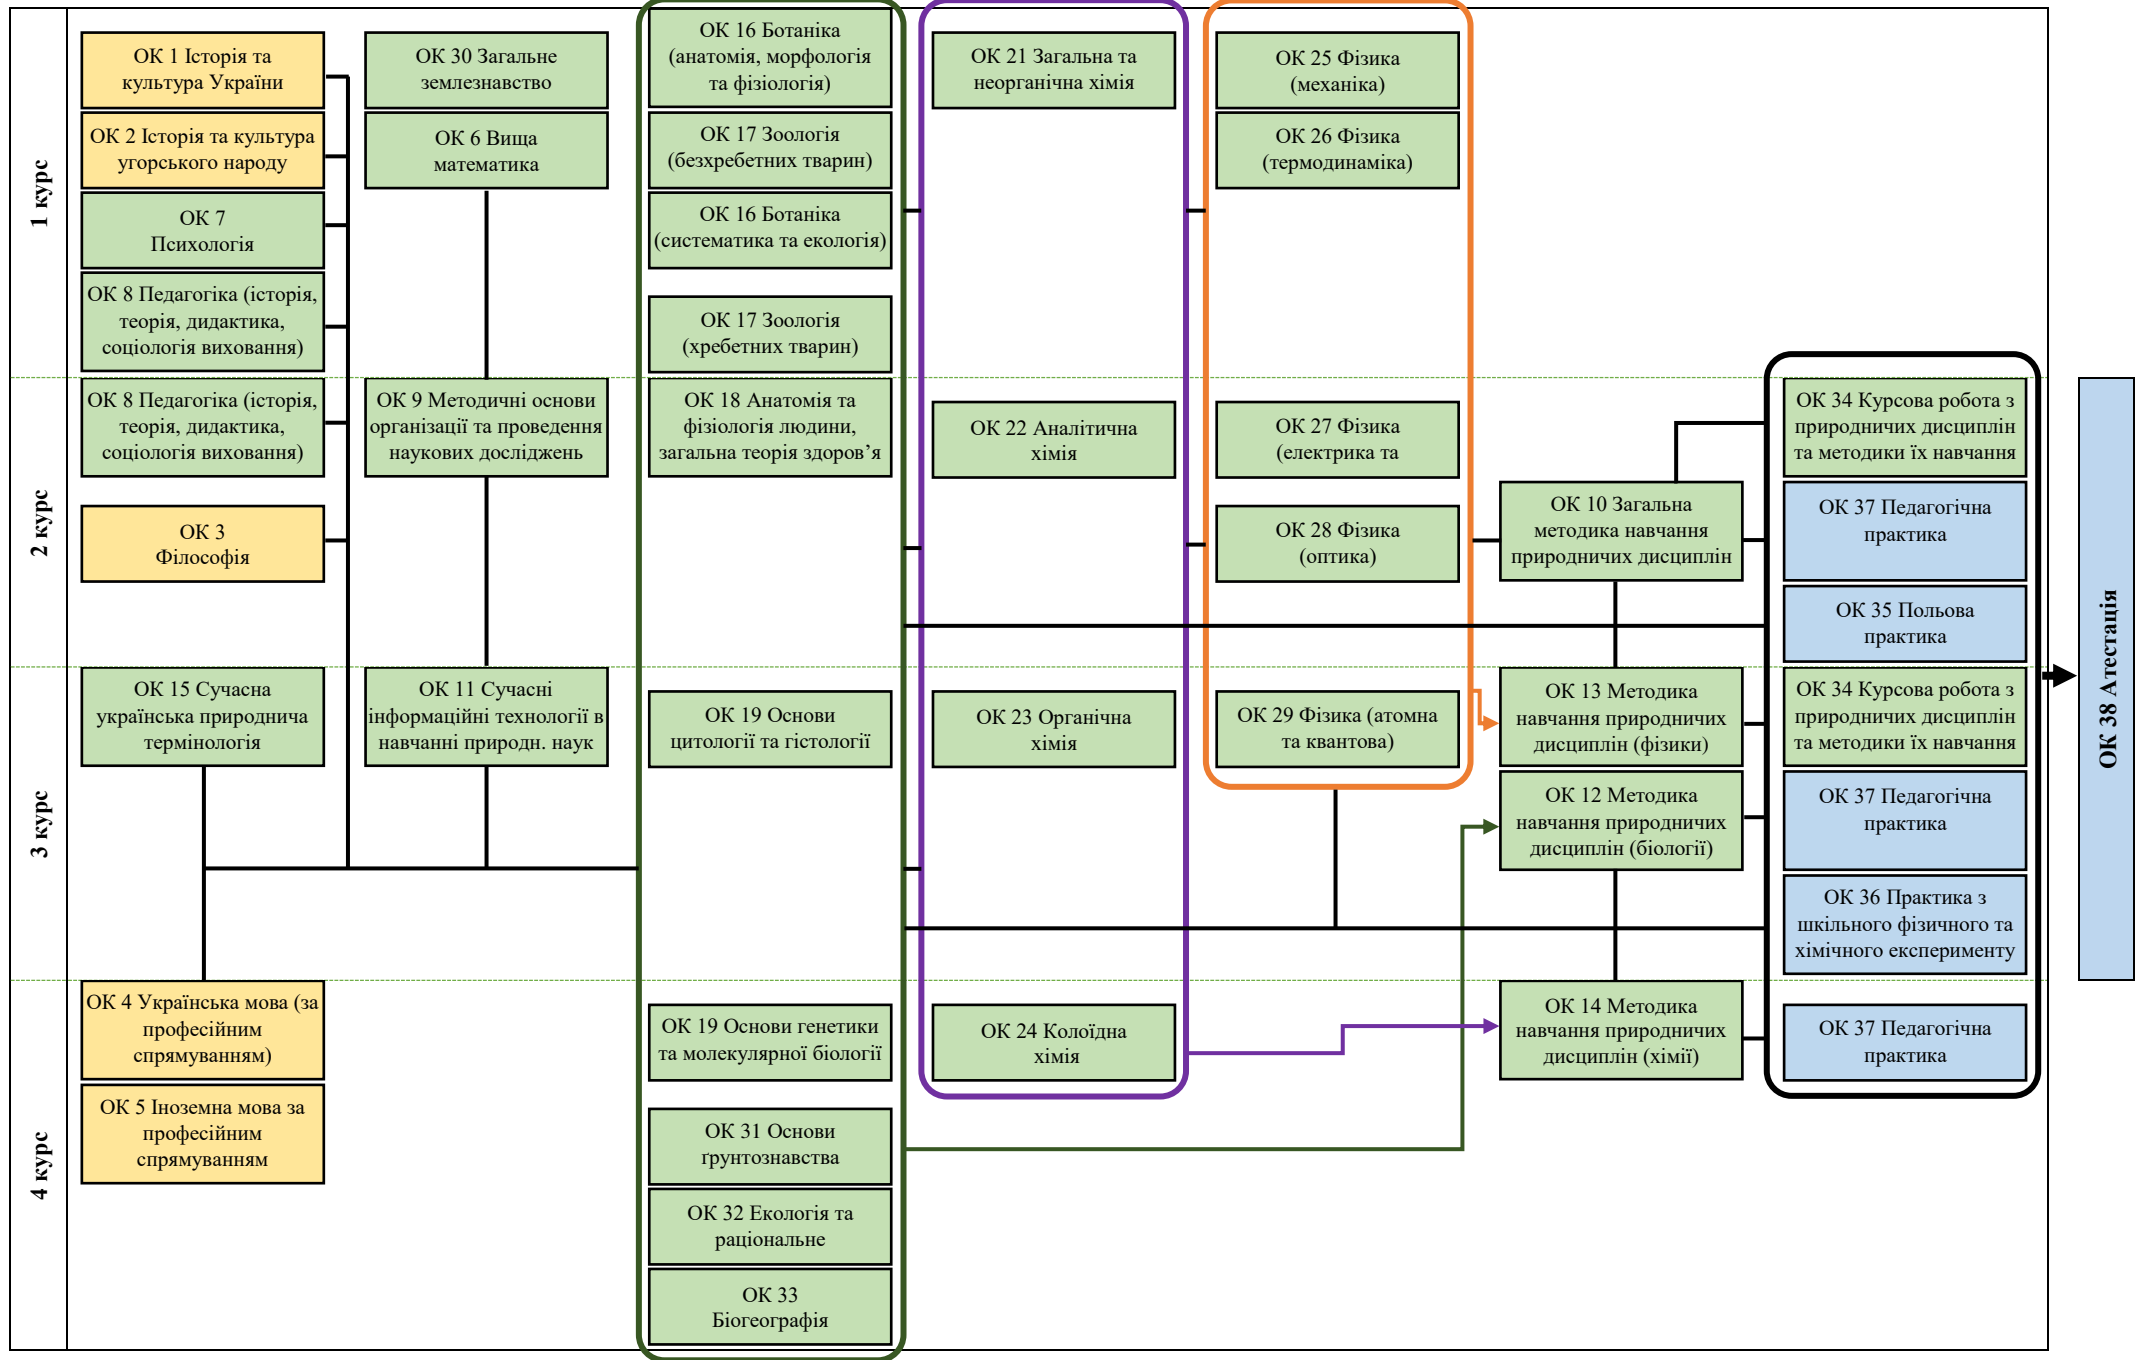 1 курс
ОК 1 Історія та
культура України
ОК 2 Історія та культура
угорського народу
ОК 7
Психологія
ОК 8 Педагогіка (історія,
теорія, дидактика,
соціологія виховання)
ОК 30 Загальне
землезнавство
ОК 6 Вища
математика
ОК 16 Ботаніка
(анатомія, морфологія
та фізіологія)
ОК 17 Зоологія
(безхребетних тварин)
ОК 16 Ботаніка
(систематика та екологія)
ОК 17 Зоологія
(хребетних тварин)
ОК 21 Загальна та
неорганічна хімія
ОК 25 Фізика
(механіка)
ОК 26 Фізика
(термодинаміка)
2 курс
ОК 8 Педагогіка (історія,
теорія, дидактика,
соціологія виховання)
ОК 3
Філософія
ОК 9 Методичні основи
організації та проведення
наукових досліджень
ОК 18 Анатомія та
фізіологія людини,
загальна теорія здоров’я
ОК 22 Аналітична
хімія
ОК 27 Фізика
(електрика та
ОК 28 Фізика
(оптика)
ОК 10 Загальна
методика навчання
природничих дисциплін
ОК 34 Курсова робота з
природничих дисциплін
та методики їх навчання
ОК 37 Педагогічна
практика
ОК 35 Польова
практика
3 курс
ОК 15 Сучасна
українська природнича
термінологія
ОК 11 Сучасні
інформаційні технології в
навчанні природн. наук
ОК 19 Основи
цитології та гістології
ОК 23 Органічна
хімія
ОК 29 Фізика (атомна
та квантова)
ОК 13 Методика
навчання природничих
дисциплін (фізики)
ОК 12 Методика
навчання природничих
дисциплін (біології)
ОК 34 Курсова робота з
природничих дисциплін
та методики їх навчання
ОК 37 Педагогічна
практика
ОК 36 Практика з
шкільного фізичного та
хімічного експерименту
4 курс
ОК 4 Українська мова (за
професійним
спрямуванням)
ОК 5 Іноземна мова за
професійним
спрямуванням
ОК 19 Основи генетики
та молекулярної біології
ОК 31 Основи
ґрунтознавства
ОК 32 Екологія та
раціональне
ОК 33
Біогеографія
ОК 24 Колоїдна
хімія
ОК 14 Методика
навчання природничих
дисциплін (хімії)
ОК 37 Педагогічна
практика
ОК 38 Атестація